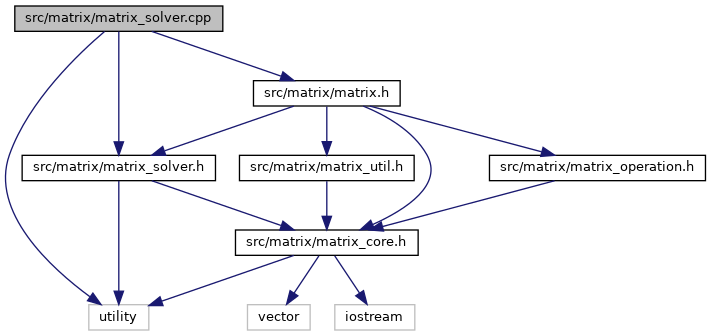 src/matrix/matrix_solver.cpp
src/matrix/matrix.h
src/matrix/matrix_solver.h
src/matrix/matrix_util.h
src/matrix/matrix_operation.h
src/matrix/matrix_core.h
utility
vector
iostream